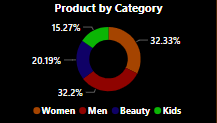 Product by Category
15.27%
32.33%
20.19%
32.2%
Women Men Beauty Kids